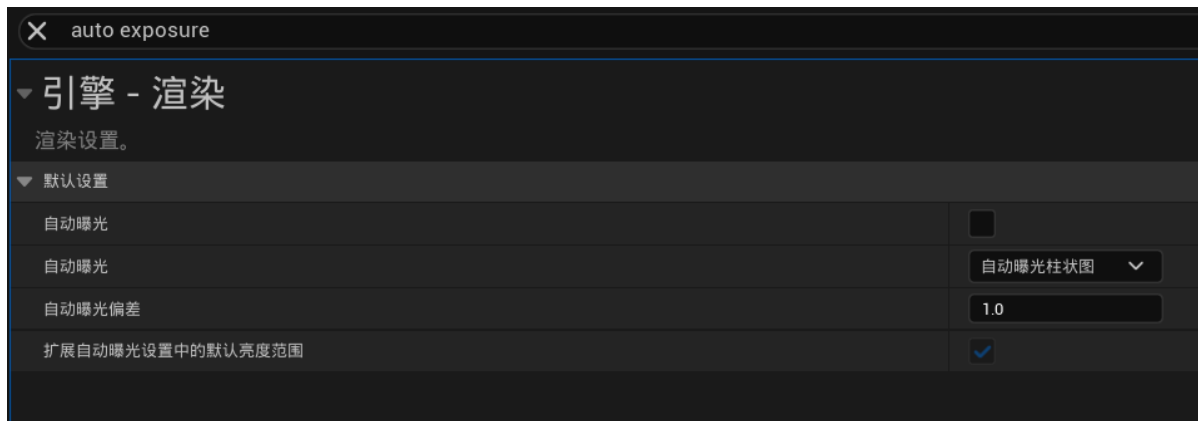 auto exposure
引擎 - 渲染
渲染设置。
默认设置
自动曝光
自动曝光 自动曝光柱状图
自动曝光偏差 1.0
扩展自动曝光设置中的默认亮度范围